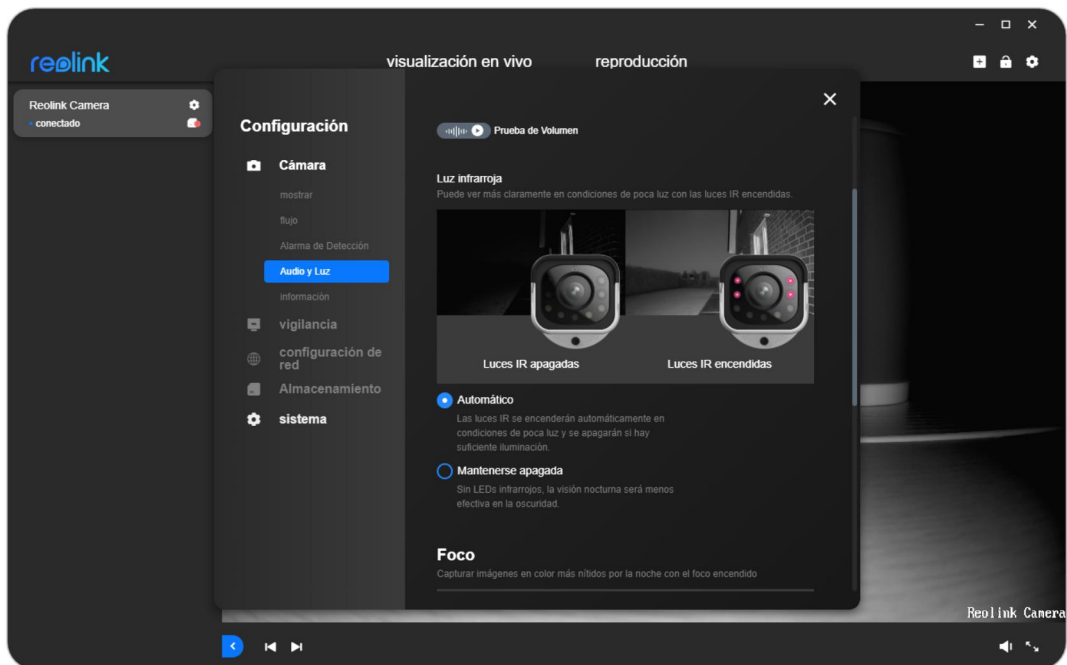 reolink
visualización en vivo
reproducción
Reolink Camera
conectado
Configuración
Cámara
mostrar
flujo
Alarma de Detección
Audio y Luz
información
vigilancia
configuración de
red
Almacenamiento
sistema
Prueba de Volumen
Luz infrarroja
Puede ver más claramente en condiciones de poca luz con las luces IR encendidas.
Luces IR apagadas
Luces IR encendidas
Automático
Las luces IR se encenderán automáticamente en
condiciones de poca luz y se apagarán si hay
suficiente iluminación.
Mantenerse apagada
Sin LEDs infrarrojos, la visión nocturna será menos
efectiva en la oscuridad.
Foco
Capturar imágenes en color más nítidos por la noche con el foco encendido
Reolink Camera